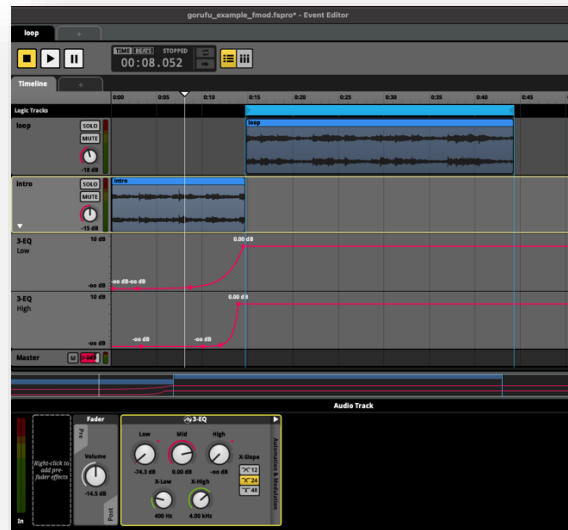 gorufu_example_fmod.fspro* - Event Editor
loop +
TIME BEATS STOPPED
00:08.052
Timeline +
0:00 0:05 0:10 0:15 0:20 0:25 0:30 0:35 0:40 0:45
Logic Tracks
loop SOLO loop
MUTE
-18 dB
intro SOLO intro
MUTE
-15 dB
3-EQ 10 dB 0.00 dB
Low
-oo dB -oo dB-oo dB
3-EQ 10 dB 0.00 dB
High
-oo dB -oo dB -oo dB
Master M
Audio Track
Fader 3-EQ
Pre
Low Mid High
Right-click to add pre-fader effects
Volume
-74.3 dB 0.00 dB -oo dB
X-Slope
12
24
48
X-Low X-High
-14.5 dB
400 Hz 4.00 kHz
Post
Automation & Modulation
In